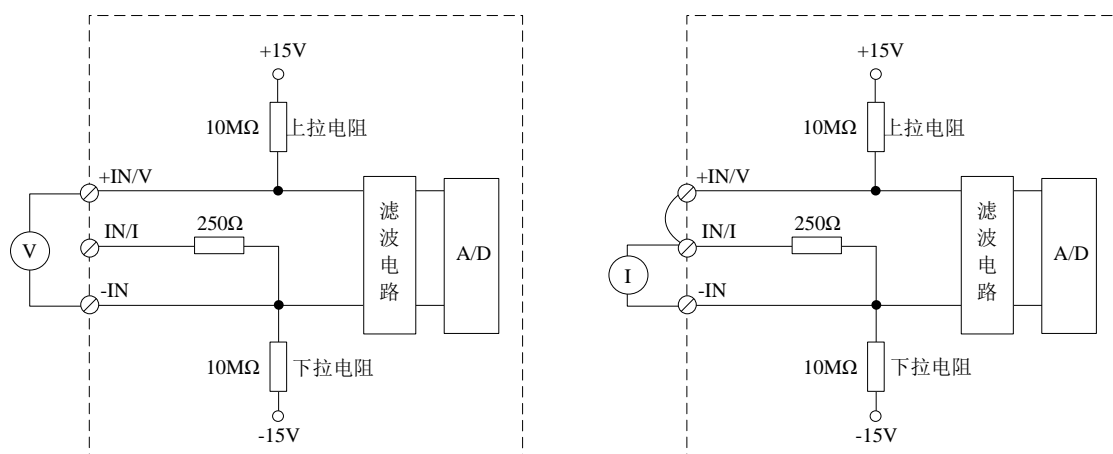 +15V
10MΩ
上拉电阻
+IN/V
IN/I
250Ω
V
-IN
滤波电路
A/D
10MΩ
下拉电阻
-15V
+15V
10MΩ
上拉电阻
+IN/V
IN/I
250Ω
I
-IN
滤波电路
A/D
10MΩ
下拉电阻
-15V